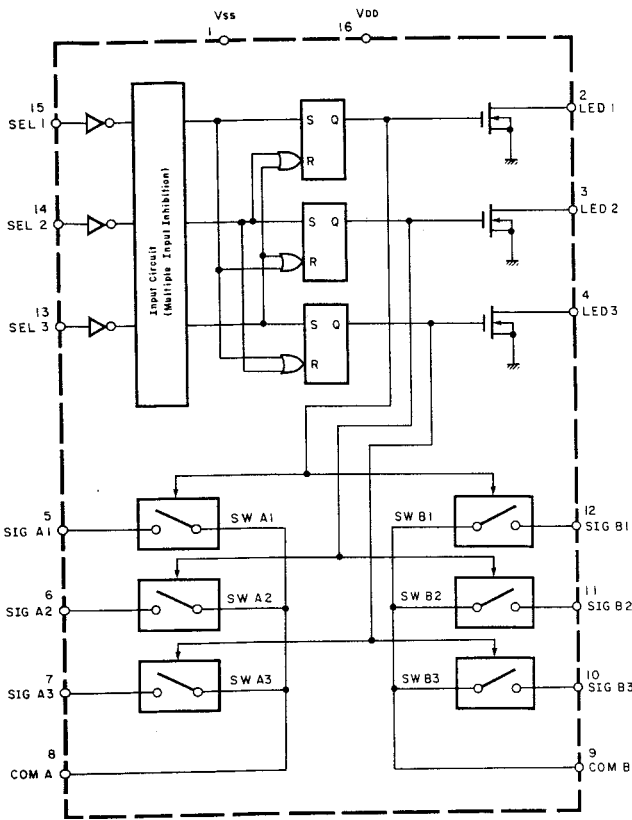 Vss
1
VDD
16
15
SEL 1
14
SEL 2
13
SEL 3
Input Circuit
(Multiple Input Inhibition)
S Q
R
S Q
R
S Q
R
2
LED 1
3
LED 2
4
LED3
5
SIG A1
SW A1
SW B1
12
SIG B1
6
SIG A2
SW A2
SW B2
11
SIG B2
7
SIG A3
SW A3
SW B3
10
SIG B3
8
COM A
9
COM B